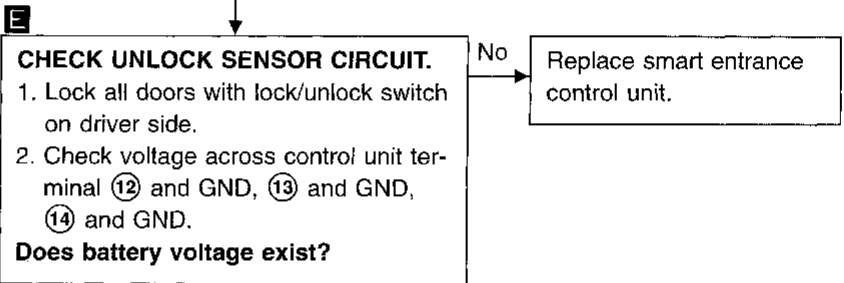 E
CHECK UNLOCK SENSOR CIRCUIT.
1. Lock all doors with lock/unlock switch
on driver side.
2. Check voltage across control unit ter-
minal ⑫ and GND, ⑬ and GND,
⑭ and GND.
Does battery voltage exist?
No
Replace smart entrance
control unit.